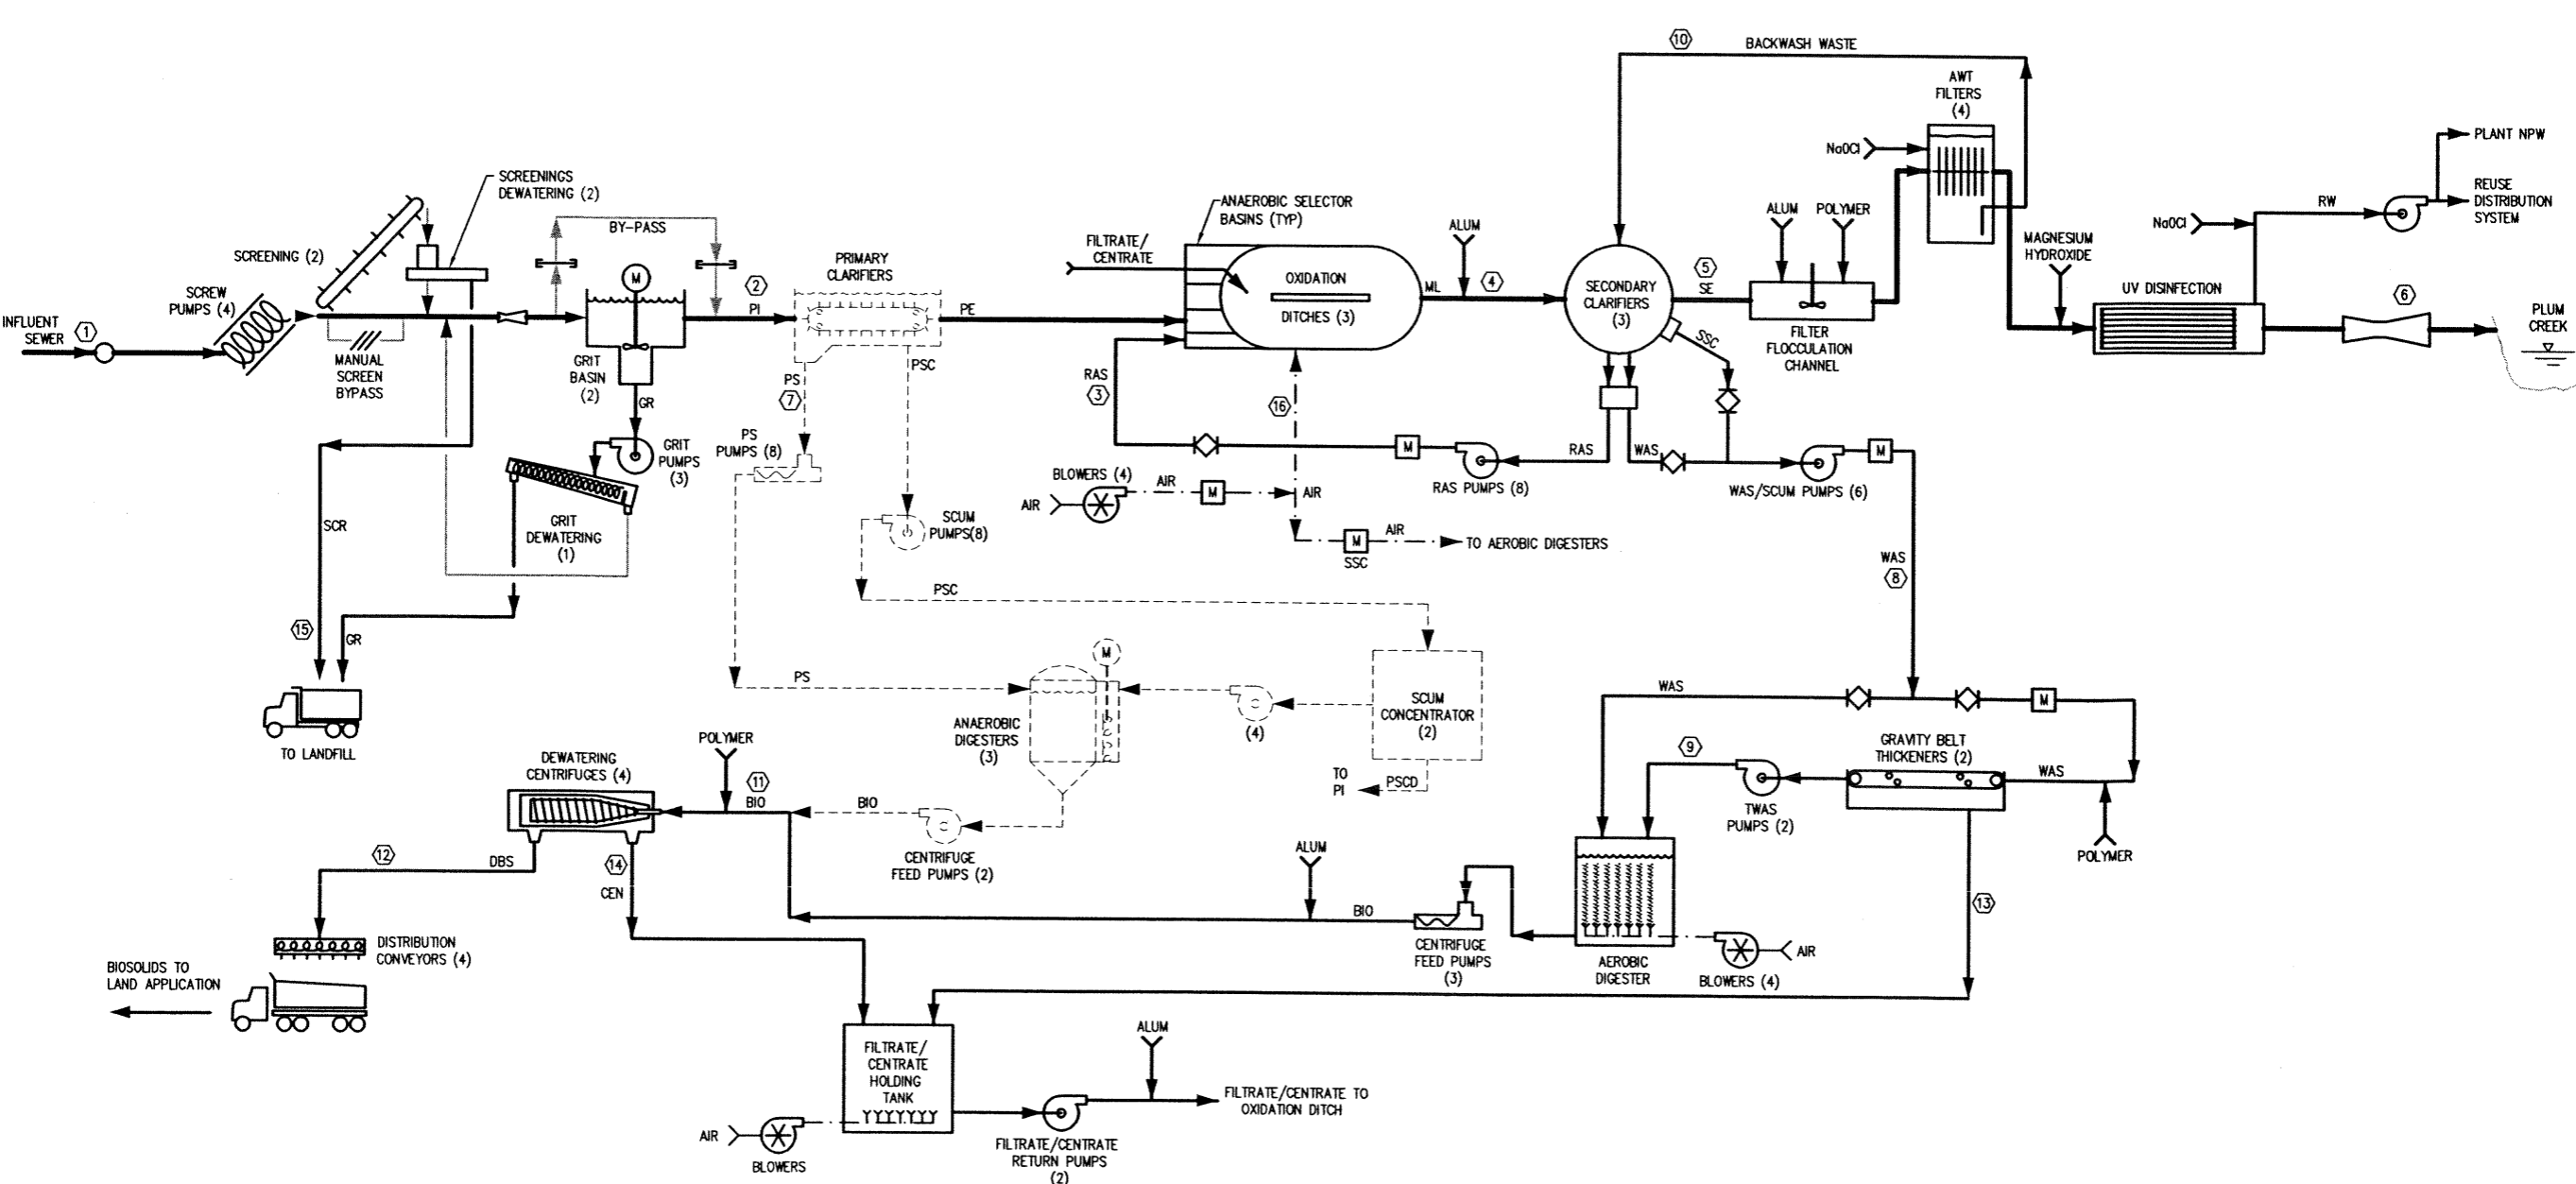 10
BACKWASH WASTE
AWT
FILTERS
(4)
NaOCl
PLANT NPW
REUSE
DISTRIBUTION
SYSTEM
RW
NaOCl
MAGNESIUM
HYDROXIDE
SCREENINGS
DEWATERING (2)
BY-PASS
SCREENING (2)
SCREW
PUMPS (4)
INFLUENT
SEWER
1
MANUAL
SCREEN
BYPASS
M
GRIT
BASIN
(2)
GR
2
PI
PRIMARY
CLARIFIERS
PE
FILTRATE/
CENTRATE
ANAEROBIC SELECTOR
BASINS (TYP)
OXIDATION
DITCHES (3)
ML
ALUM
4
SECONDARY
CLARIFIERS
(3)
5
SE
SSC
ALUM
POLYMER
FILTER
FLOCCULATION
CHANNEL
UV DISINFECTION
6
PLUM
CREEK
PS
7
PSC
RAS
3
16
PS
PUMPS (8)
GRIT
PUMPS
(3)
M
RAS
WAS
M
RAS PUMPS (8)
WAS/SCUM PUMPS (6)
BLOWERS (4)
AIR
AIR
M
AIR
SCUM
PUMPS(8)
M
SSC
AIR
TO AEROBIC DIGESTERS
GRIT
DEWATERING
(1)
SCR
WAS
8
PSC
15
GR
TO LANDFILL
PS
M
ANAEROBIC
DIGESTERS
(3)
(4)
SCUM
CONCENTRATOR
(2)
TO
PI
PSCD
WAS
M
GRAVITY BELT
THICKENERS (2)
WAS
9
TWAS
PUMPS (2)
POLYMER
DEWATERING
CENTRIFUGES (4)
POLYMER
11
BIO
BIO
CENTRIFUGE
FEED PUMPS (2)
12
DBS
14
CEN
ALUM
BIO
CENTRIFUGE
FEED PUMPS
(3)
AEROBIC
DIGESTER
BLOWERS (4)
AIR
13
DISTRIBUTION
CONVEYORS (4)
BIOSOLIDS TO
LAND APPLICATION
FILTRATE/
CENTRATE
HOLDING
TANK
AIR
BLOWERS
ALUM
FILTRATE/CENTRATE TO
OXIDATION DITCH
FILTRATE/CENTRATE
RETURN PUMPS
(2)